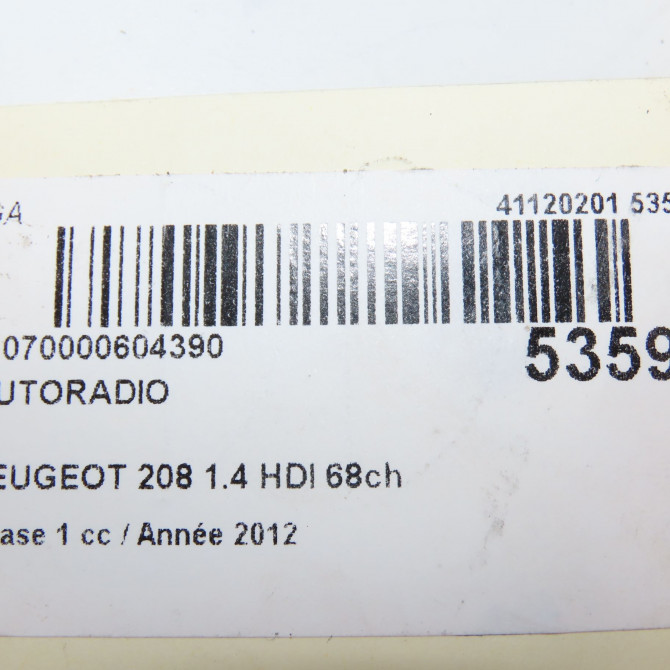 GA 41120201 535
070000604390 5359
UTORADIO
EUGEOT 208 1.4 HDI 68ch
ase 1 cc / Année 2012